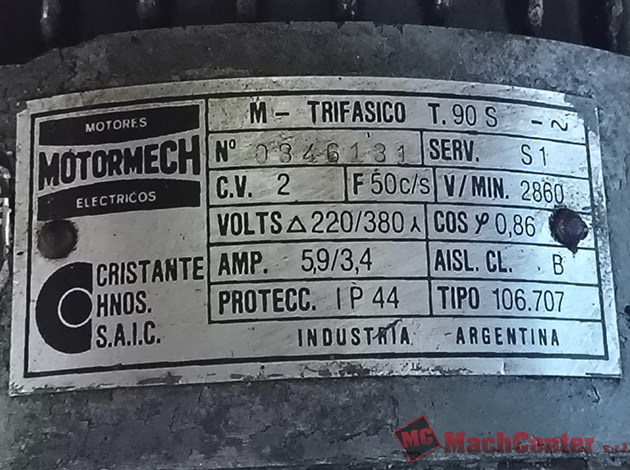 MOTORES
MOTORMECH
ELECTRICOS
CRISTANTE
HNOS.
S.A.I.C.
M - TRIFASICO T. 90 S - ~
Nº 0346131 SERV. S1
C.V. 2 F 50c/s V/MIN. 2860
VOLTS △ 220/380 ⅄ COS φ 0,86
AMP. 5,9/3,4 AISL. CL. B
PROTECC. IP 44 TIPO 106.707
INDUSTRIA ARGENTINA
MC MachCenter S.r.l.